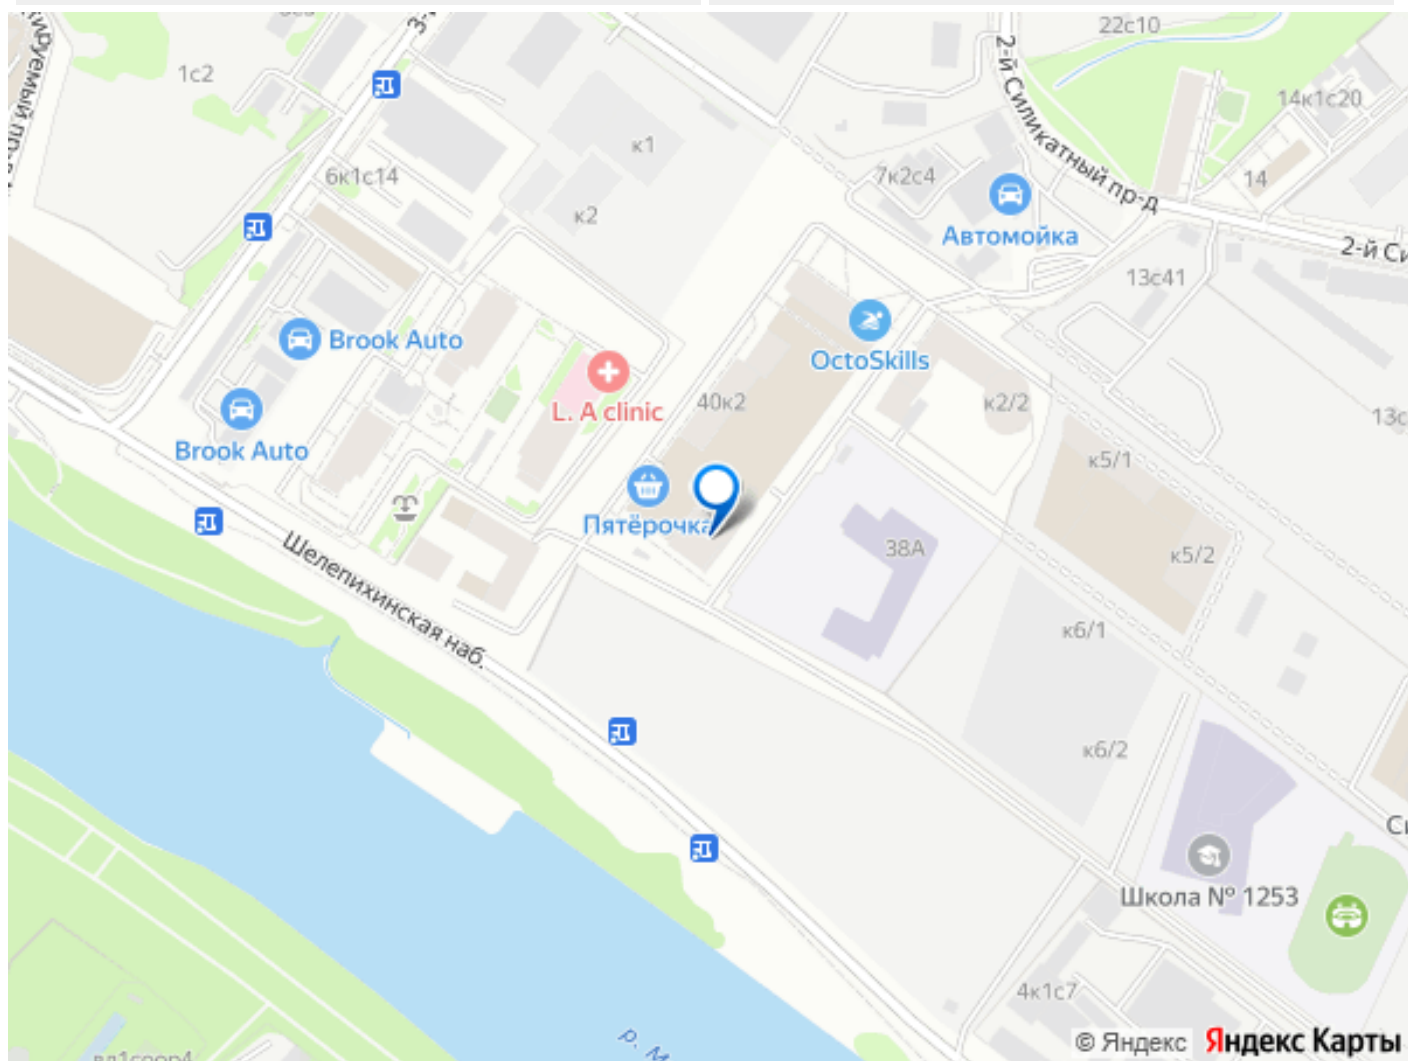 22с10
2-й Силикатный пр-д
1с2
14к1с20
к1
6к1с14
7к2с4
14
к2
Автомойка
2-й Си
13с41
Brook Auto
OctoSkills
L. A clinic
40к2
к2/2
13с
Brook Auto
к5/1
Пятёрочка
Шелепихинская наб.
38А
к5/2
к6/1
к6/2
Школа № 1253
4к1с7
р. М
© Яндекс
Яндекс Карты